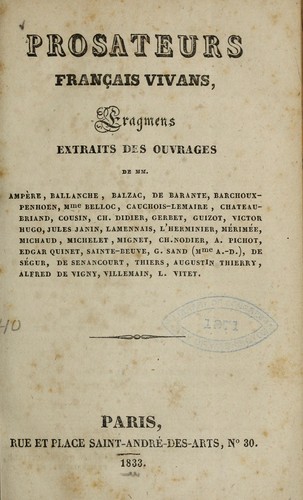 PROSATEURS
FRANÇAIS VIVANS,
Fragmens
EXTRAITS DES OUVRAGES
DE MM.
AMPÈRE, BALLANCHE, BALZAC, DE BARANTE, BARCHOUX-
PENHOEN, Mme BELLOC, CAUCHOIS-LEMAIRE, CHATEAU-
BRIAND, COUSIN, CH. DIDIER, GERBET, GUIZOT, VICTOR
HUGO, JULES JANIN, LAMENNAIS, L'HERMINIER, MÉRIMÉE,
MICHAUD, MICHELET, MIGNET, CH. NODIER, A. PICHOT,
EDGAR QUINET, SAINTE-BEUVE, G. SAND (Mme A.-D.), DE
SÉGUR, DE SENANCOURT, THIERS, AUGUSTIN THIERRY,
ALFRED DE VIGNY, VILLEMAIN, L. VITET.
1871
40
PARIS,
RUE ET PLACE SAINT-ANDRÉ-DES-ARTS, N° 30.
1833.